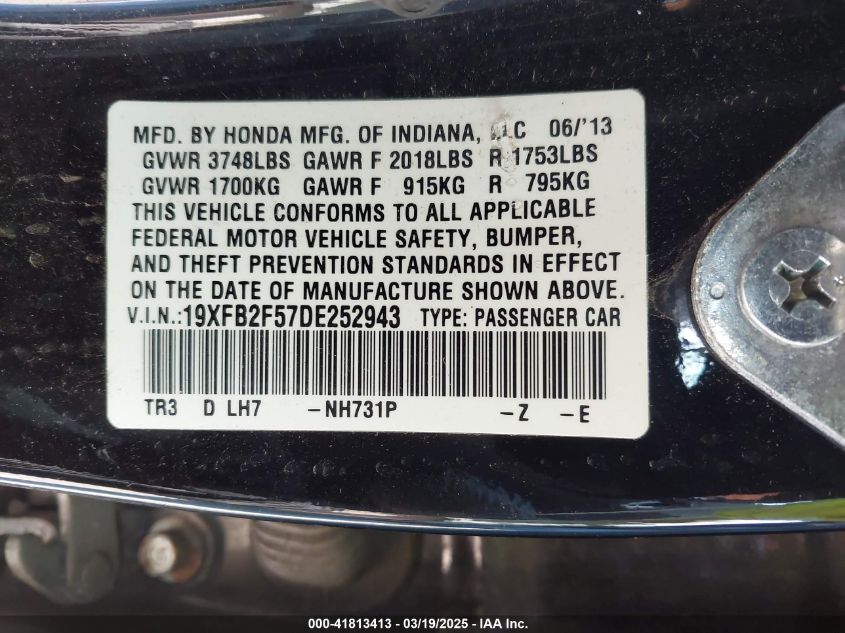 MFD. BY HONDA MFG. OF INDIANA, LLC 06/'13
GVWR 3748LBS GAWR F 2018LBS R 1753LBS
GVWR 1700KG GAWR F 915KG R 795KG
THIS VEHICLE CONFORMS TO ALL APPLICABLE
FEDERAL MOTOR VEHICLE SAFETY, BUMPER,
AND THEFT PREVENTION STANDARDS IN EFFECT
ON THE DATE OF MANUFACTURE SHOWN ABOVE.
V.I.N.:19XFB2F57DE252943 TYPE: PASSENGER CAR
TR3 D LH7 -NH731P -Z -E
000-41813413 - 03/19/2025 - IAA Inc.